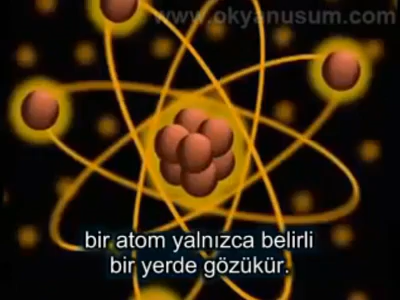 www.okyanusum.com
bir atom yalnızca belirli
bir yerde gözükür.